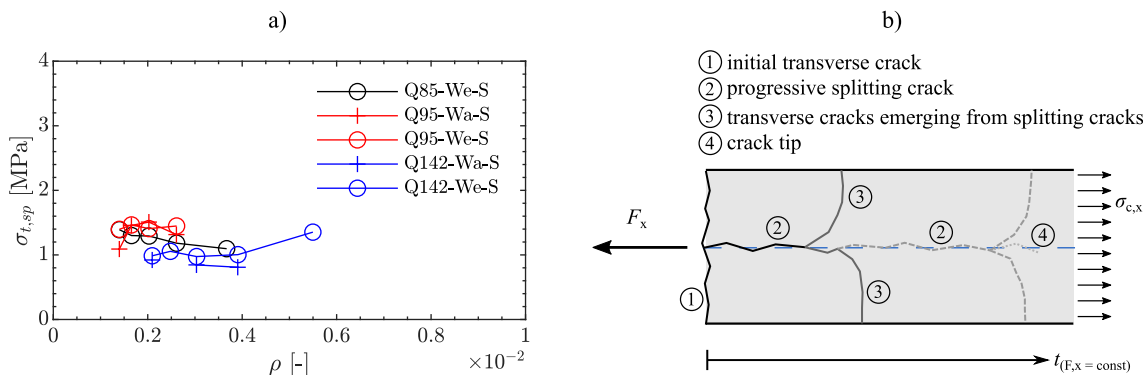 a)
4
3
2
1
0
σt,sp [MPa]
0
0.2
0.4
0.6
0.8
1
ρ [-]
×10⁻²
Q85-We-S
Q95-Wa-S
Q95-We-S
Q142-Wa-S
Q142-We-S
b)
① initial transverse crack
② progressive splitting crack
③ transverse cracks emerging from splitting cracks
④ crack tip
Fx
σc,x
③
②
②
④
①
③
t(F,x = const)